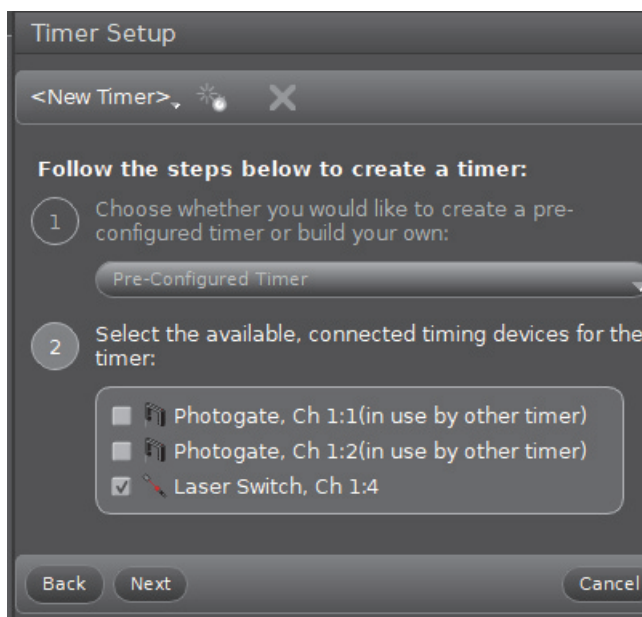 Timer Setup
<New Timer>
Follow the steps below to create a timer:
1
Choose whether you would like to create a pre-
configured timer or build your own:
Pre-Configured Timer
2
Select the available, connected timing devices for the
timer:
Photogate, Ch 1:1(in use by other timer)
Photogate, Ch 1:2(in use by other timer)
Laser Switch, Ch 1:4
Back Next Cancel